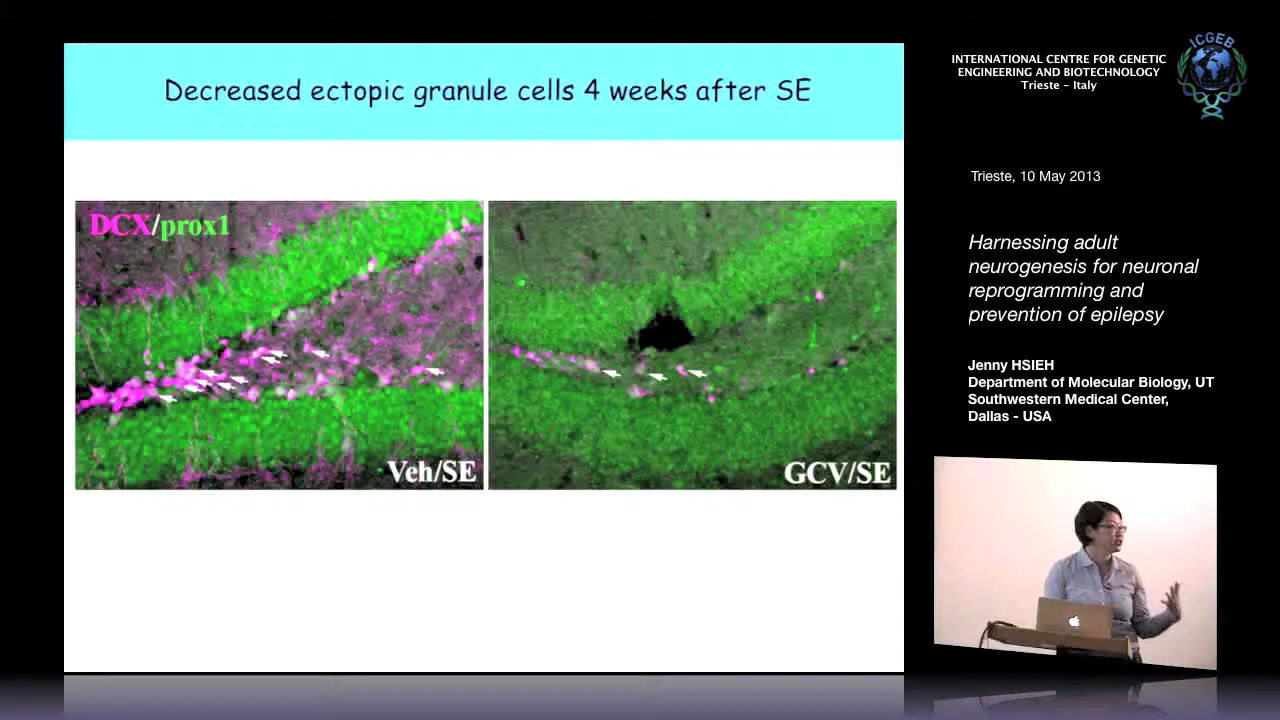 Decreased ectopic granule cells 4 weeks after SE
DCX/prox1
Veh/SE
GCV/SE
ICGEB
INTERNATIONAL CENTRE FOR GENETIC
ENGINEERING AND BIOTECHNOLOGY
Trieste - Italy
Trieste, 10 May 2013
Harnessing adult
neurogenesis for neuronal
reprogramming and
prevention of epilepsy
Jenny HSIEH
Department of Molecular Biology, UT
Southwestern Medical Center,
Dallas - USA